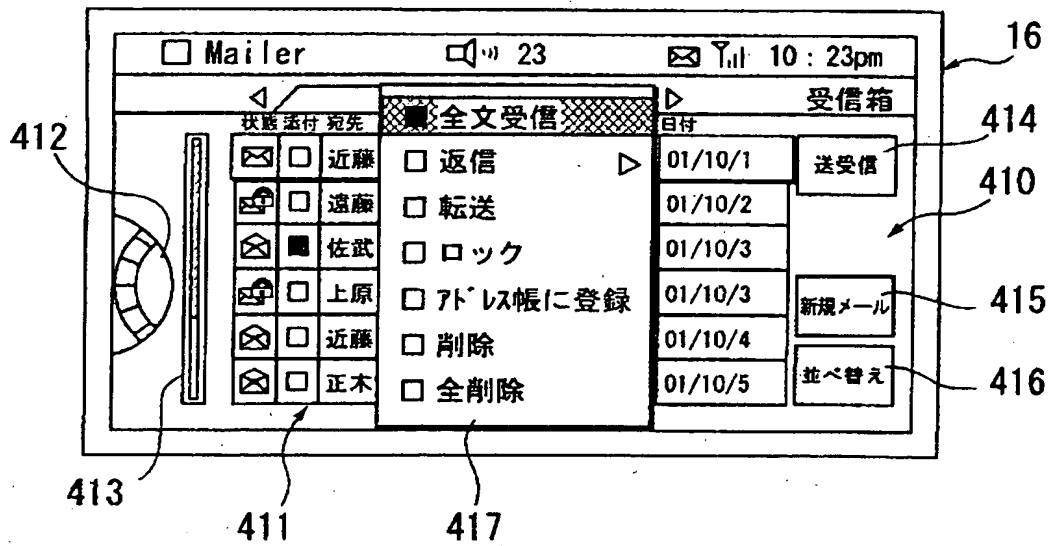 Mailer 23 10:23pm
受信箱
状態 添付 宛先 日付
近藤 01/10/1
遠藤 01/10/2
佐武 01/10/3
上原 01/10/3
近藤 01/10/4
正木 01/10/5
全文受信
返信
転送
ロック
ｱﾄﾞﾚｽ帳に登録
削除
全削除
送受信
新規メール
並べ替え
16
412
414
410
415
416
413
411
417